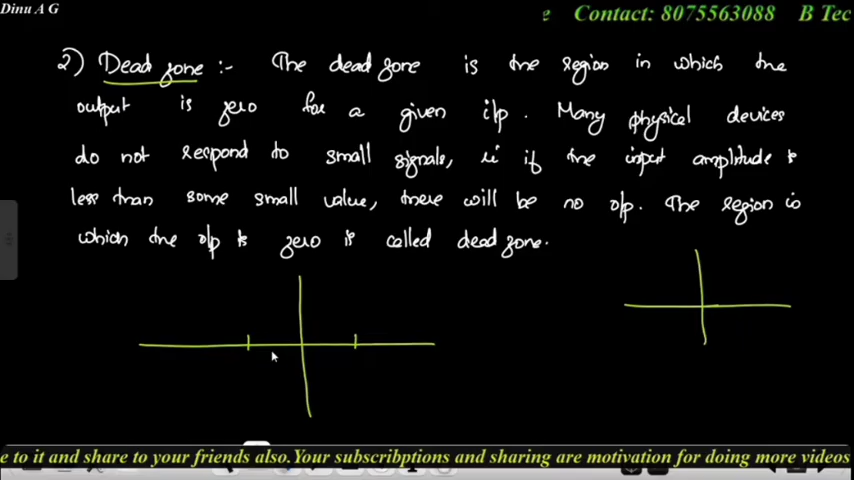 Dinu A G
e Contact: 8075563088 B Tec
2) Dead zone :- The dead zone is the region in which the
output is zero for a given i/p. Many physical devices
do not respond to small signals, ie if the input amplitude is
less than some small value, there will be no o/p. The region in
which the o/p is zero is called dead zone.
e to it and share to your friends also.Your subscribptions and sharing are motivation for doing more videos